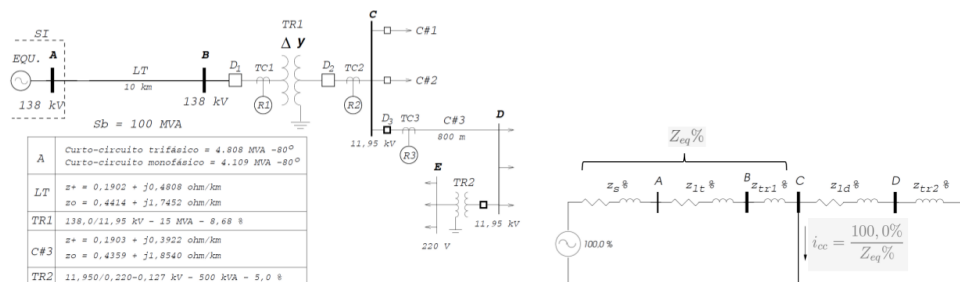 SI
EQU.
A
138 kV
LT
10 km
B
138 kV
D1
TC1
R1
TR1
Δ y
D2
TC2
R2
C
C#1
C#2
D3
TC3
R3
C#3
800 m
D
11,95 kV
E
TR2
220 V
11,95 kV
Sb = 100 MVA
A
Curto-circuito trifásico = 4.808 MVA -80°
Curto-circuito monofásico = 4.109 MVA -80°
LT
z+ = 0,1902 + j0,4808 ohm/km
zo = 0,4414 + j1,7452 ohm/km
TR1
138,0/11,95 kV - 15 MVA - 8,68 %
C#3
z+ = 0,1903 + j0,3922 ohm/km
zo = 0,4359 + j1,8540 ohm/km
TR2
11,950/0,220-0,127 kV - 500 kVA - 5,0 %
Zeq%
zs %
A
zlt %
B
ztr1 %
C
zld %
D
ztr2 %
100,0 %
icc = 100,0% / Zeq%